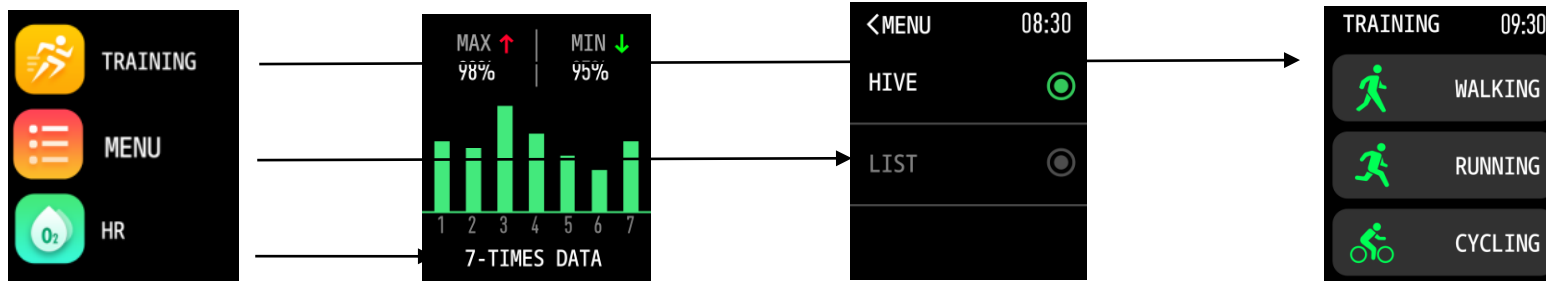 TRAINING
MENU
O₂
HR
MAX ↑ MIN ↓
98% 95%
1 2 3 4 5 6 7
7-TIMES DATA
<MENU 08:30
HIVE
LIST
TRAINING 09:30
WALKING
RUNNING
CYCLING